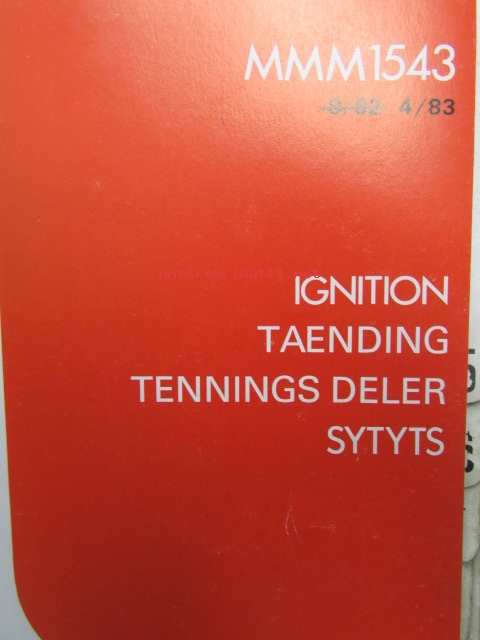 MMM1543
8/82 4/83
IGNITION
TAENDING
TENNINGS DELER
SYTYTS